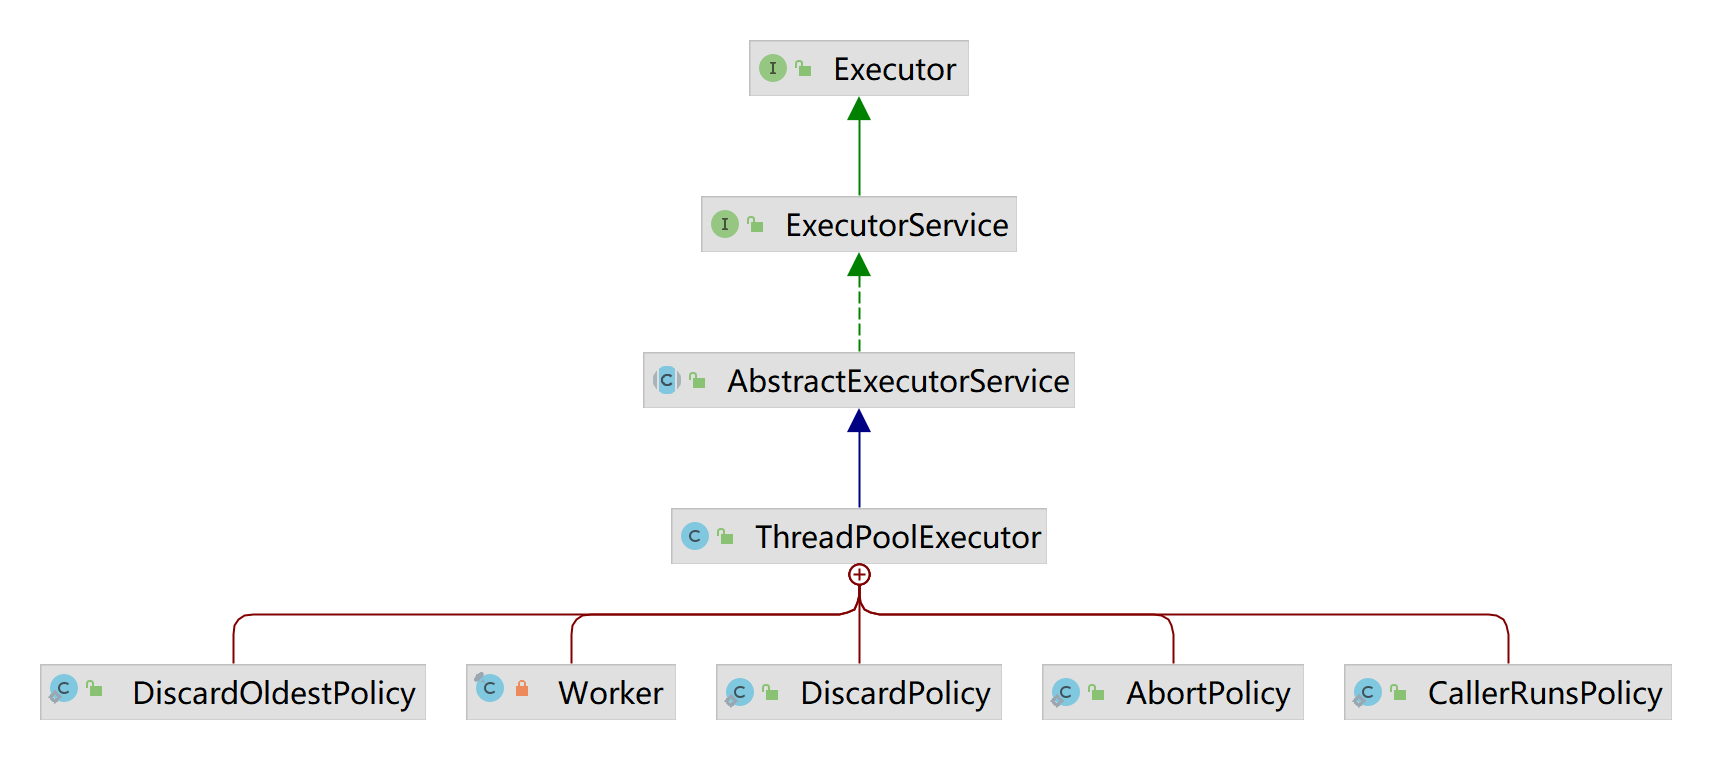 I Executor
I ExecutorService
C AbstractExecutorService
C ThreadPoolExecutor
C DiscardOldestPolicy
C Worker
C DiscardPolicy
C AbortPolicy
C CallerRunsPolicy